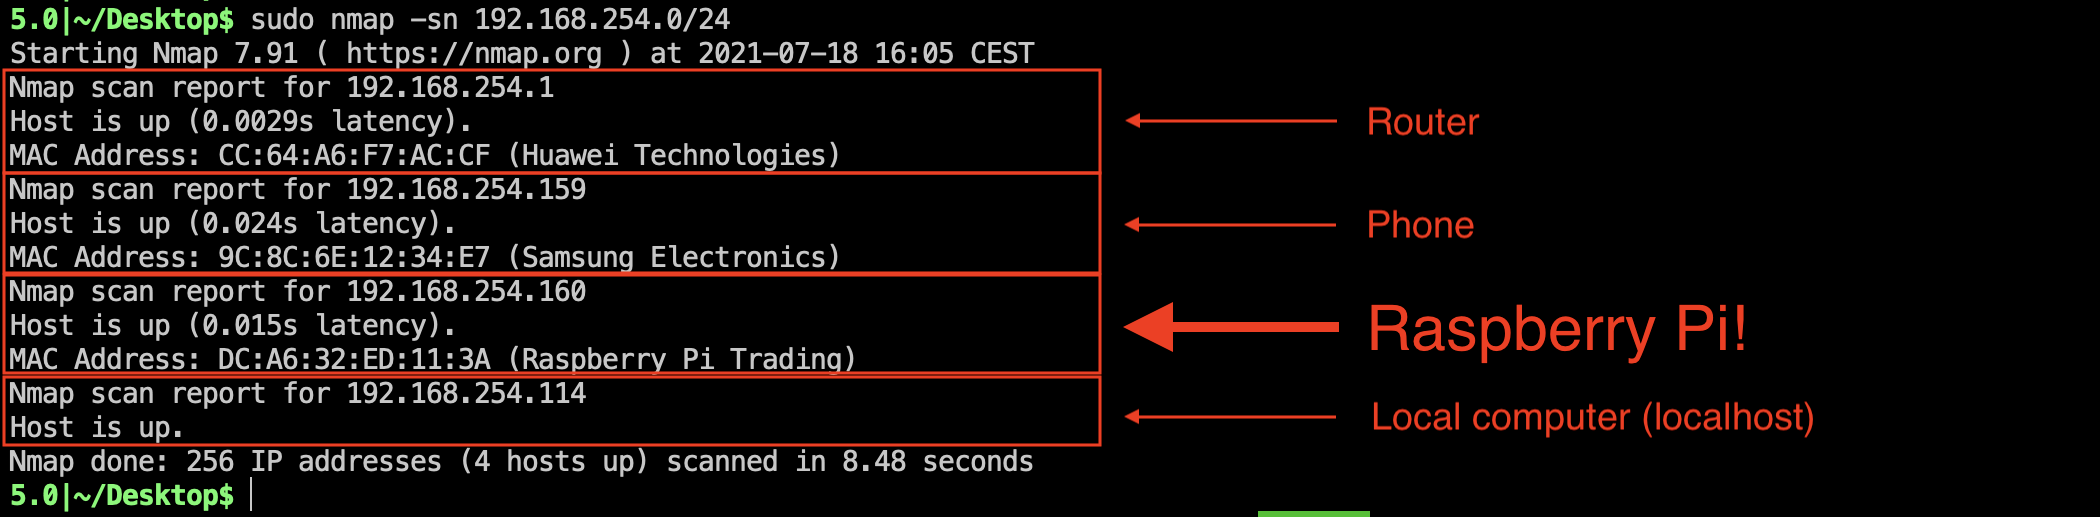 5.0|~/Desktop$ sudo nmap -sn 192.168.254.0/24
Starting Nmap 7.91 ( https://nmap.org ) at 2021-07-18 16:05 CEST
Nmap scan report for 192.168.254.1
Host is up (0.0029s latency).
Router
MAC Address: CC:64:A6:F7:AC:CF (Huawei Technologies)
Nmap scan report for 192.168.254.159
Host is up (0.024s latency).
Phone
MAC Address: 9C:8C:6E:12:34:E7 (Samsung Electronics)
Nmap scan report for 192.168.254.160
Host is up (0.015s latency).
Raspberry Pi!
MAC Address: DC:A6:32:ED:11:3A (Raspberry Pi Trading)
Nmap scan report for 192.168.254.114
Host is up.
Local computer (localhost)
Nmap done: 256 IP addresses (4 hosts up) scanned in 8.48 seconds
5.0|~/Desktop$